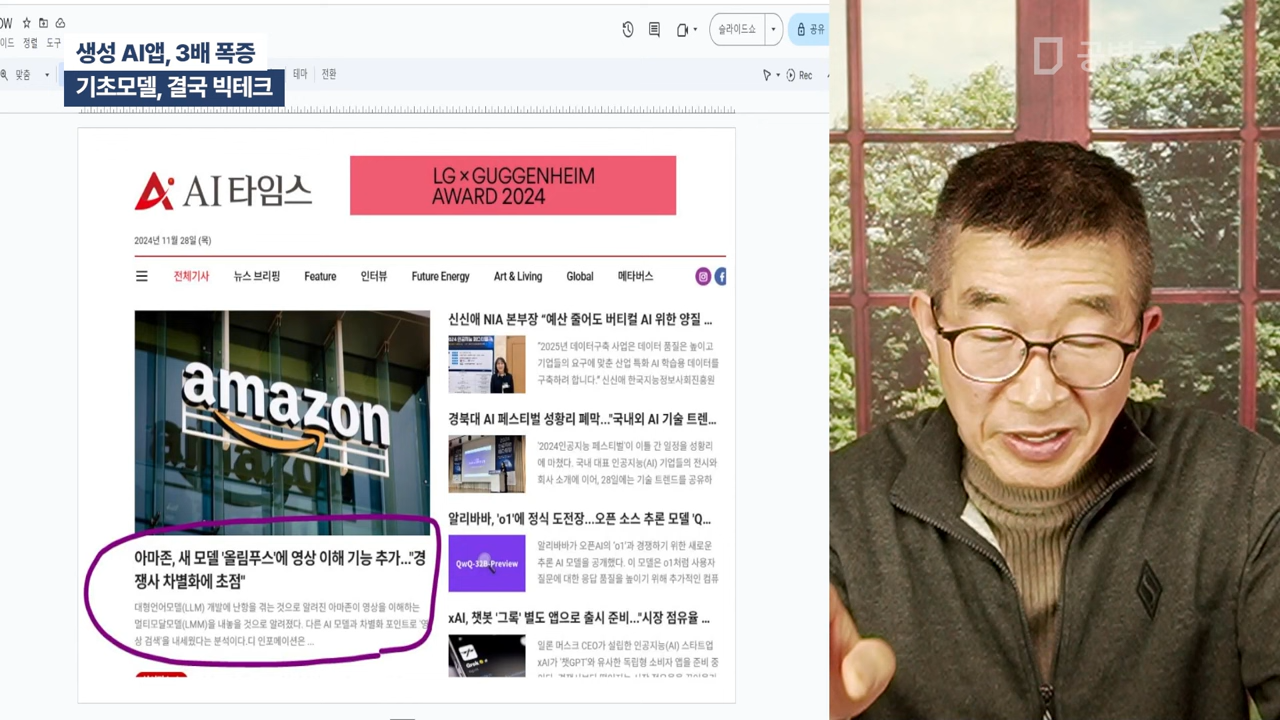 생성 AI앱, 3배 폭증
기초모델, 결국 빅테크
정렬 도구
맞춤
테마 전환
슬라이드쇼
공유
Rec
AI타임스
LG × GUGGENHEIM
AWARD 2024
2024년 11월 28일 (목)
전체기사 뉴스 브리핑 Feature 인터뷰 Future Energy Art & Living Global 메타버스
amazon
아마존, 새 모델 '올림푸스'에 영상 이해 기능 추가..."경
쟁사 차별화에 초점"
대형언어모델(LLM) 개발에 난항을 겪는 것으로 알려진 아마존이 영상을 이해하는
멀티모달모델(LMM)을 내놓을 것으로 알려졌다. 다른 AI 모델과 차별화 포인트로 '영
상 검색'을 내세웠다는 분석이다.디 인포메이션은 ...
신신애 NIA 본부장 “예산 줄어도 버티컬 AI 위한 양질 ...
“2025년 데이터구축 사업은 데이터 품질은 높이고
기업들의 요구에 맞춘 산업 특화 AI 학습용 데이터를
구축하려 합니다.” 신신애 한국지능정보사회진흥원
경북대 AI 페스티벌 성황리 폐막..."국내외 AI 기술 트렌...
'2024인공지능 페스티벌'이 이틀 간 일정을 성황리
에 마쳤다. 국내 대표 인공지능(AI) 기업들의 전시와
회사 소개에 이어, 28일에는 기술 트렌드를 공유하
알리바바, 'o1'에 정식 도전장...오픈 소스 추론 모델 'Q...
QwQ-32B-Preview
알리바바가 오픈AI의 'o1'과 경쟁하기 위한 새로운
추론 AI 모델을 공개했다. 이 모델은 o1처럼 사용자
질문에 대한 응답 품질을 높이기 위해 추가적인 컴퓨
xAI, 챗봇 '그록' 별도 앱으로 출시 준비..."시장 점유율 ...
일론 머스크 CEO가 설립한 인공지능(AI) 스타트업
xAI가 '챗GPT'와 유사한 독립형 소비자 앱을 준비 중